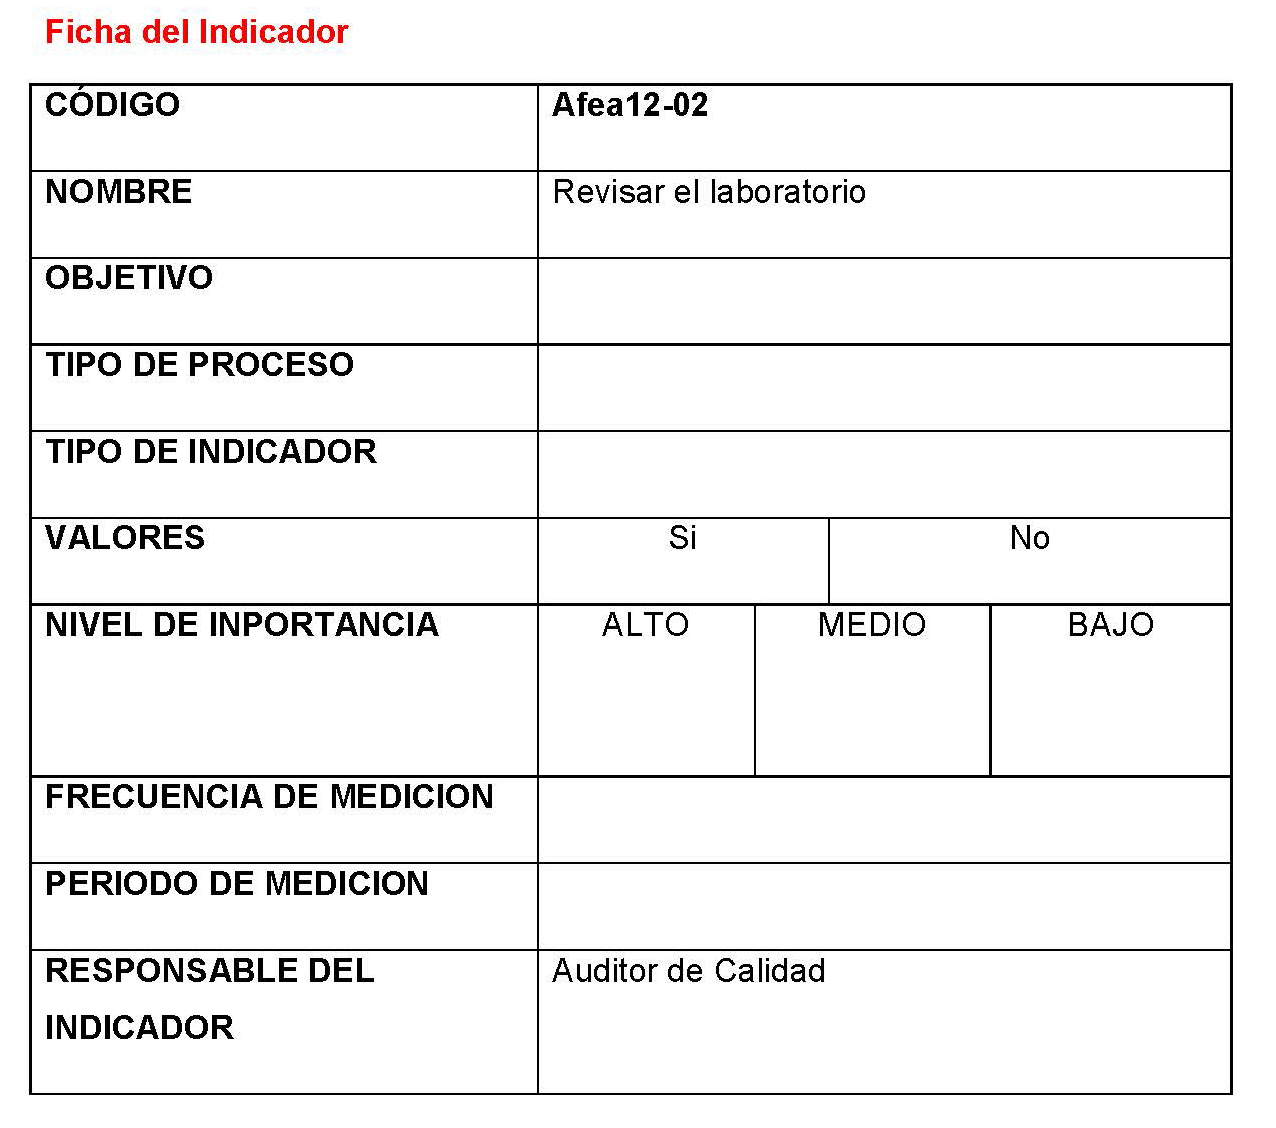 Ficha del Indicador
CÓDIGO Afea12-02
NOMBRE Revisar el laboratorio
OBJETIVO
TIPO DE PROCESO
TIPO DE INDICADOR
VALORES Si No
NIVEL DE INPORTANCIA ALTO MEDIO BAJO
FRECUENCIA DE MEDICION
PERIODO DE MEDICION
RESPONSABLE DEL Auditor de Calidad
INDICADOR